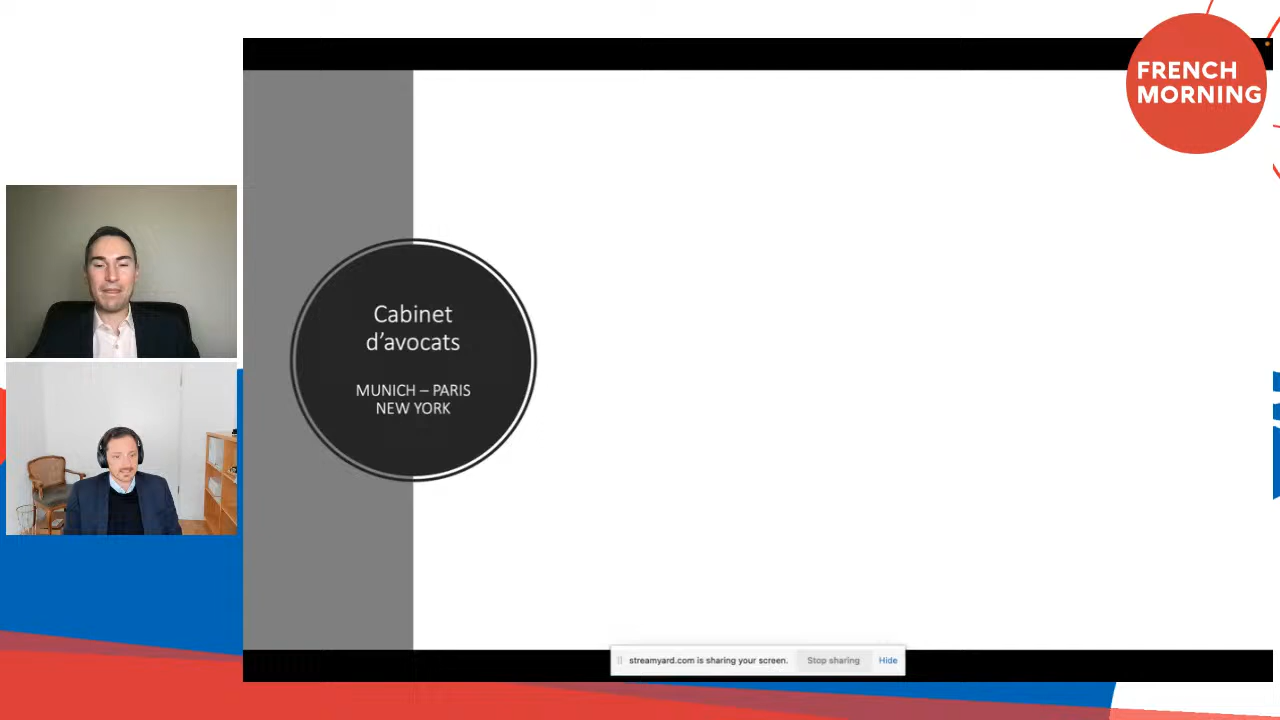 FRENCH
MORNING
Cabinet
d’avocats
MUNICH – PARIS
NEW YORK
streamyard.com is sharing your screen.
Stop sharing
Hide